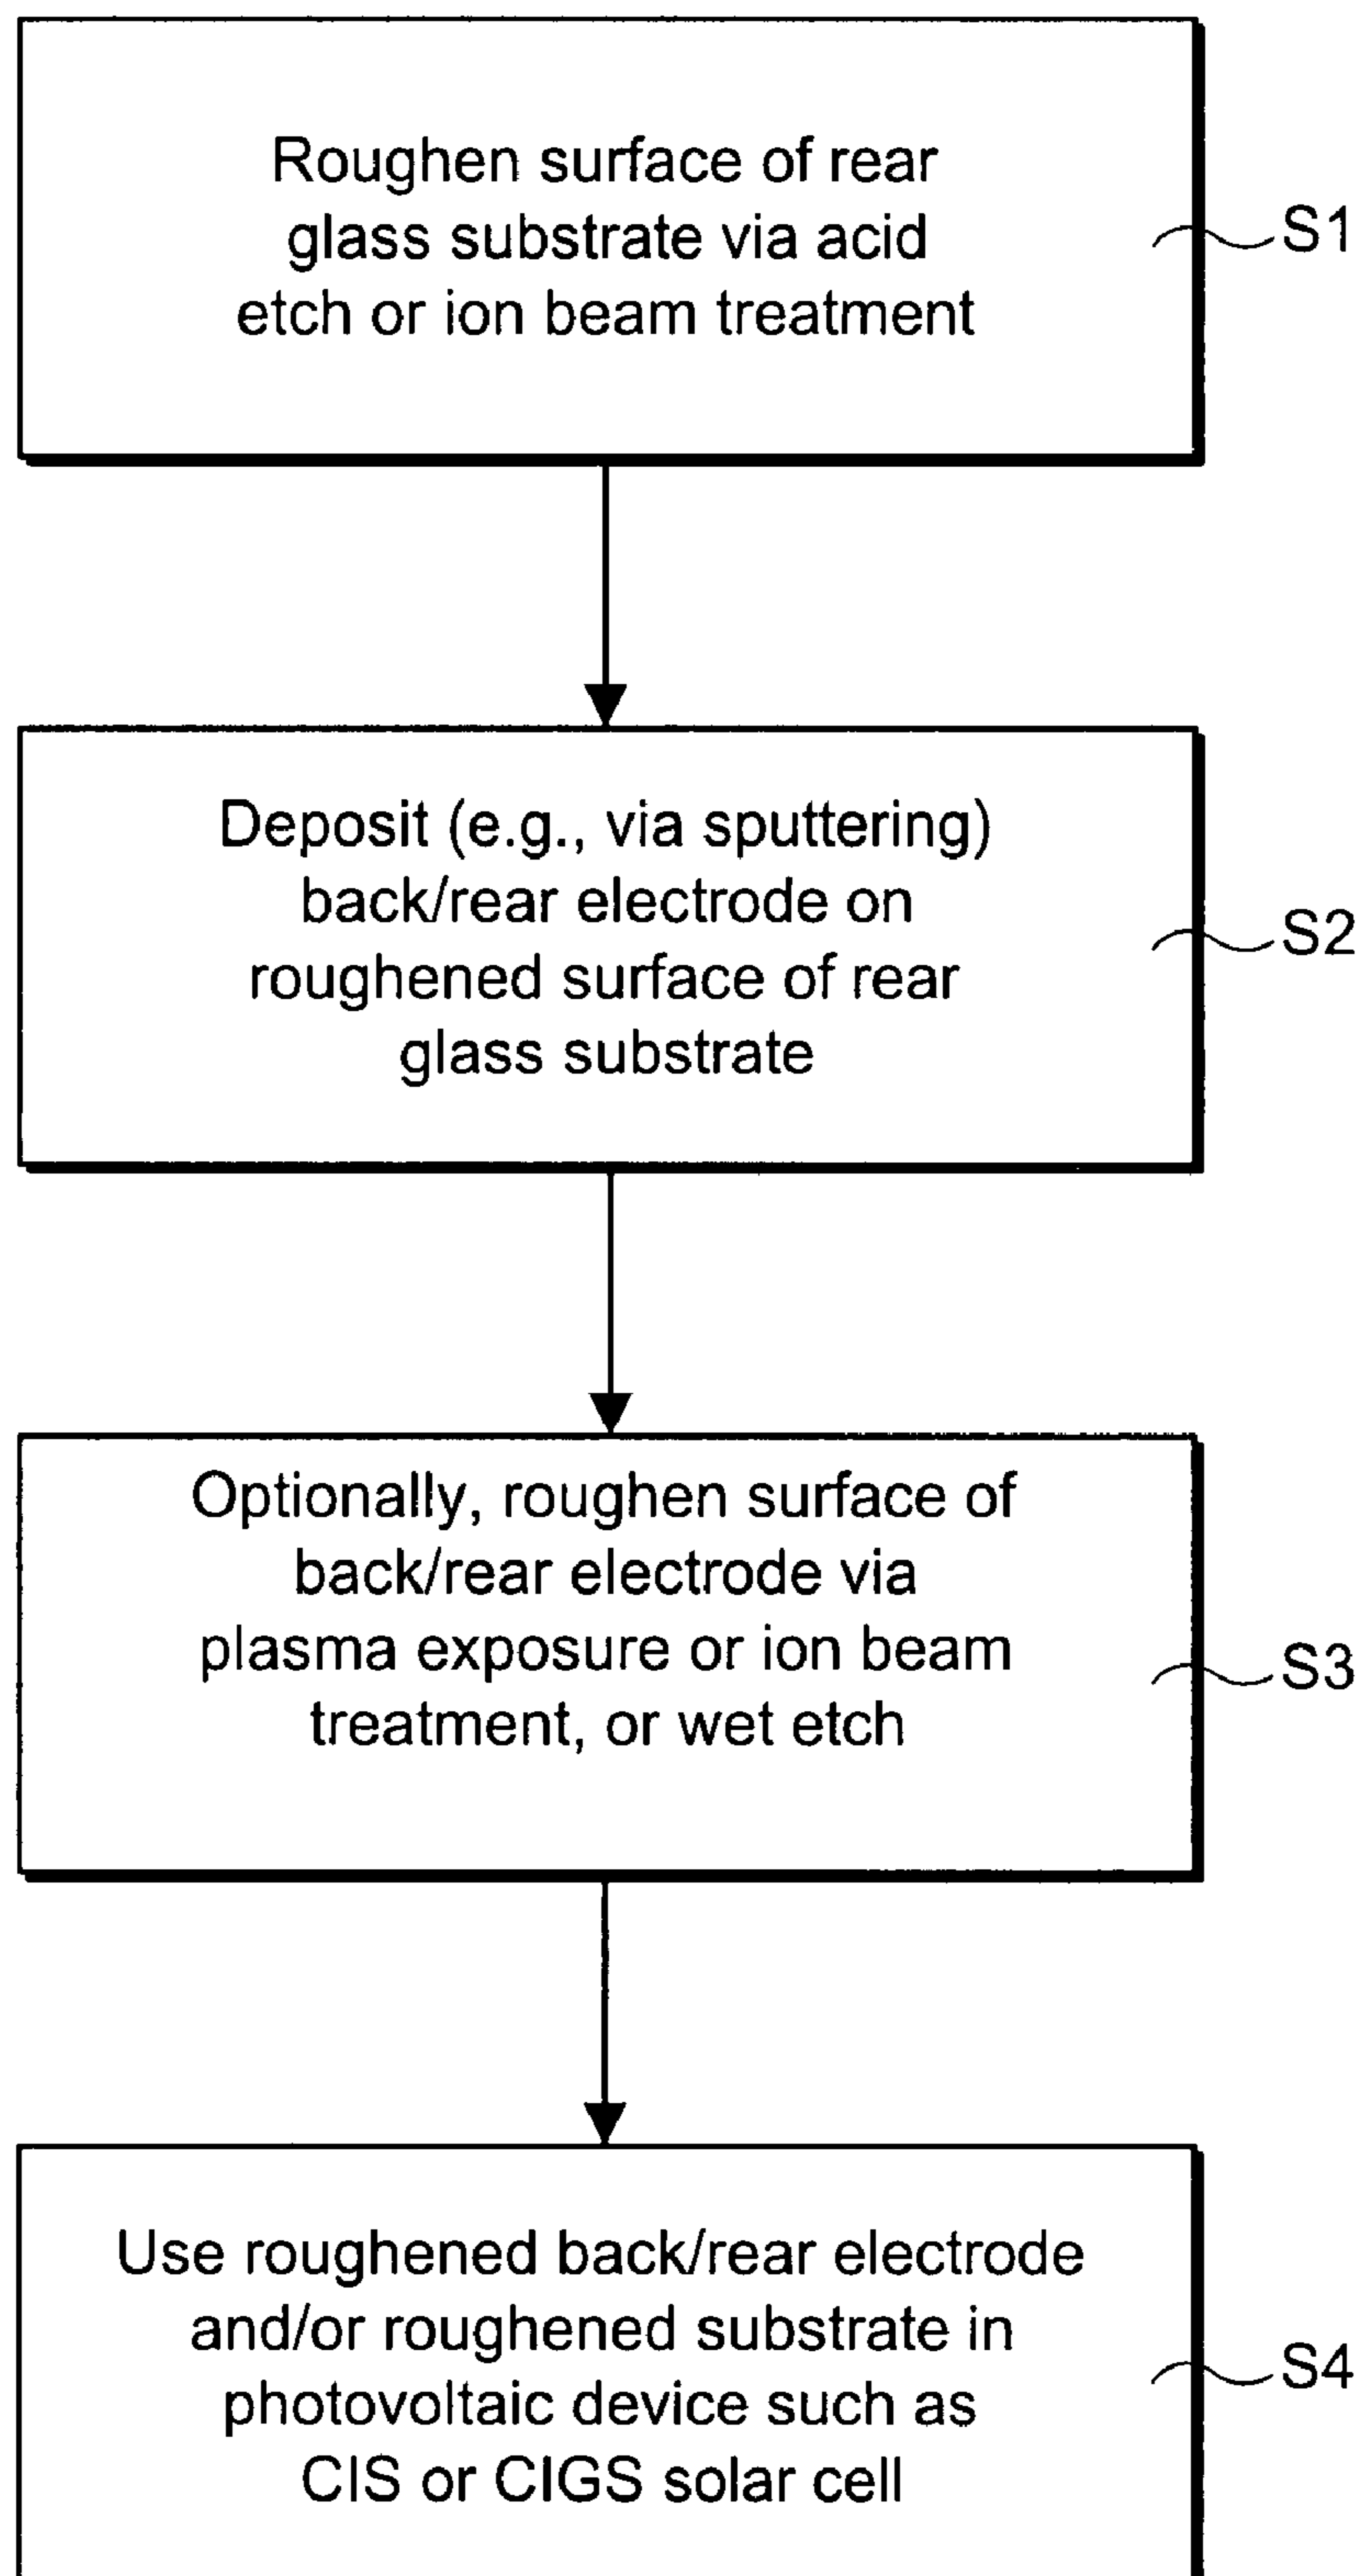 Roughen surface of rear
glass substrate via acid
etch or ion beam treatment
S1
Deposit (e.g., via sputtering)
back/rear electrode on
roughened surface of rear
glass substrate
S2
Optionally, roughen surface of
back/rear electrode via
plasma exposure or ion beam
treatment, or wet etch
S3
Use roughened back/rear electrode
and/or roughened substrate in
photovoltaic device such as
CIS or CIGS solar cell
S4